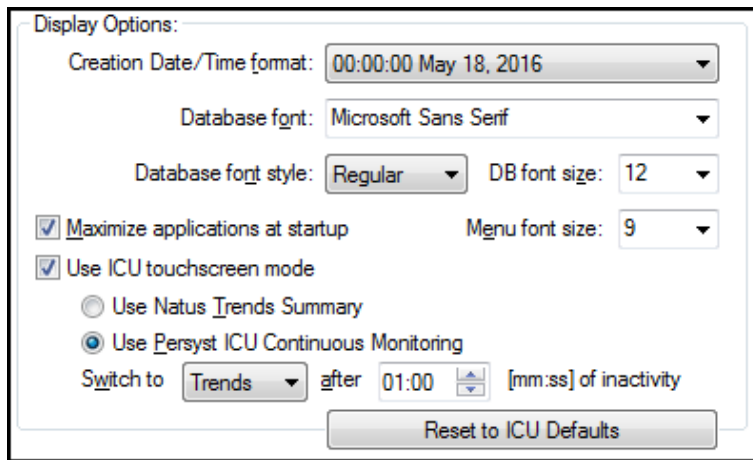 Display Options:
Creation Date/Time format: 00:00:00 May 18, 2016
Database font: Microsoft Sans Serif
Database font style: Regular DB font size: 12
Maximize applications at startup Menu font size: 9
Use ICU touchscreen mode
Use Natus Trends Summary
Use Persyst ICU Continuous Monitoring
Switch to Trends after 01:00 [mm:ss] of inactivity
Reset to ICU Defaults